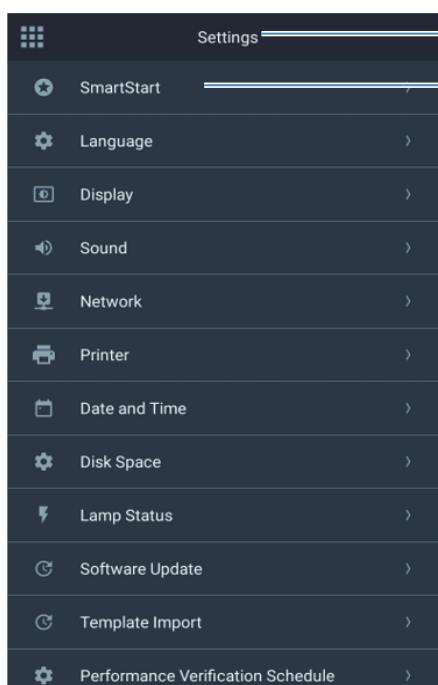 Settings
SmartStart
Language
Display
Sound
Network
Printer
Date and Time
Disk Space
Lamp Status
Software Update
Template Import
Performance Verification Schedule